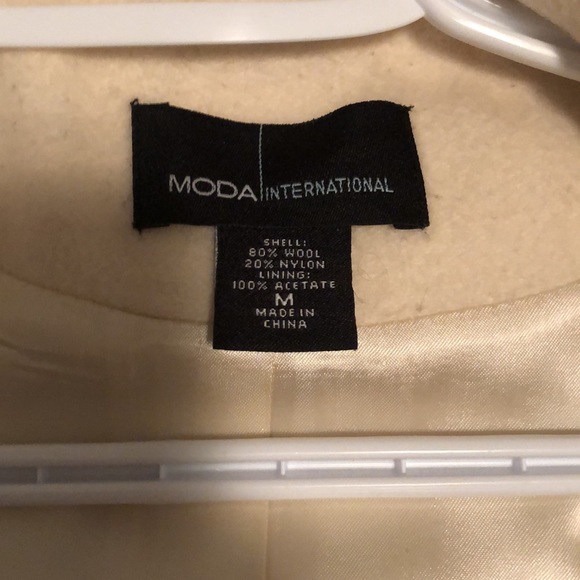 MODA INTERNATIONAL
SHELL:
80% WOOL
20% NYLON
LINING:
100% ACETATE
M
MADE IN
CHINA